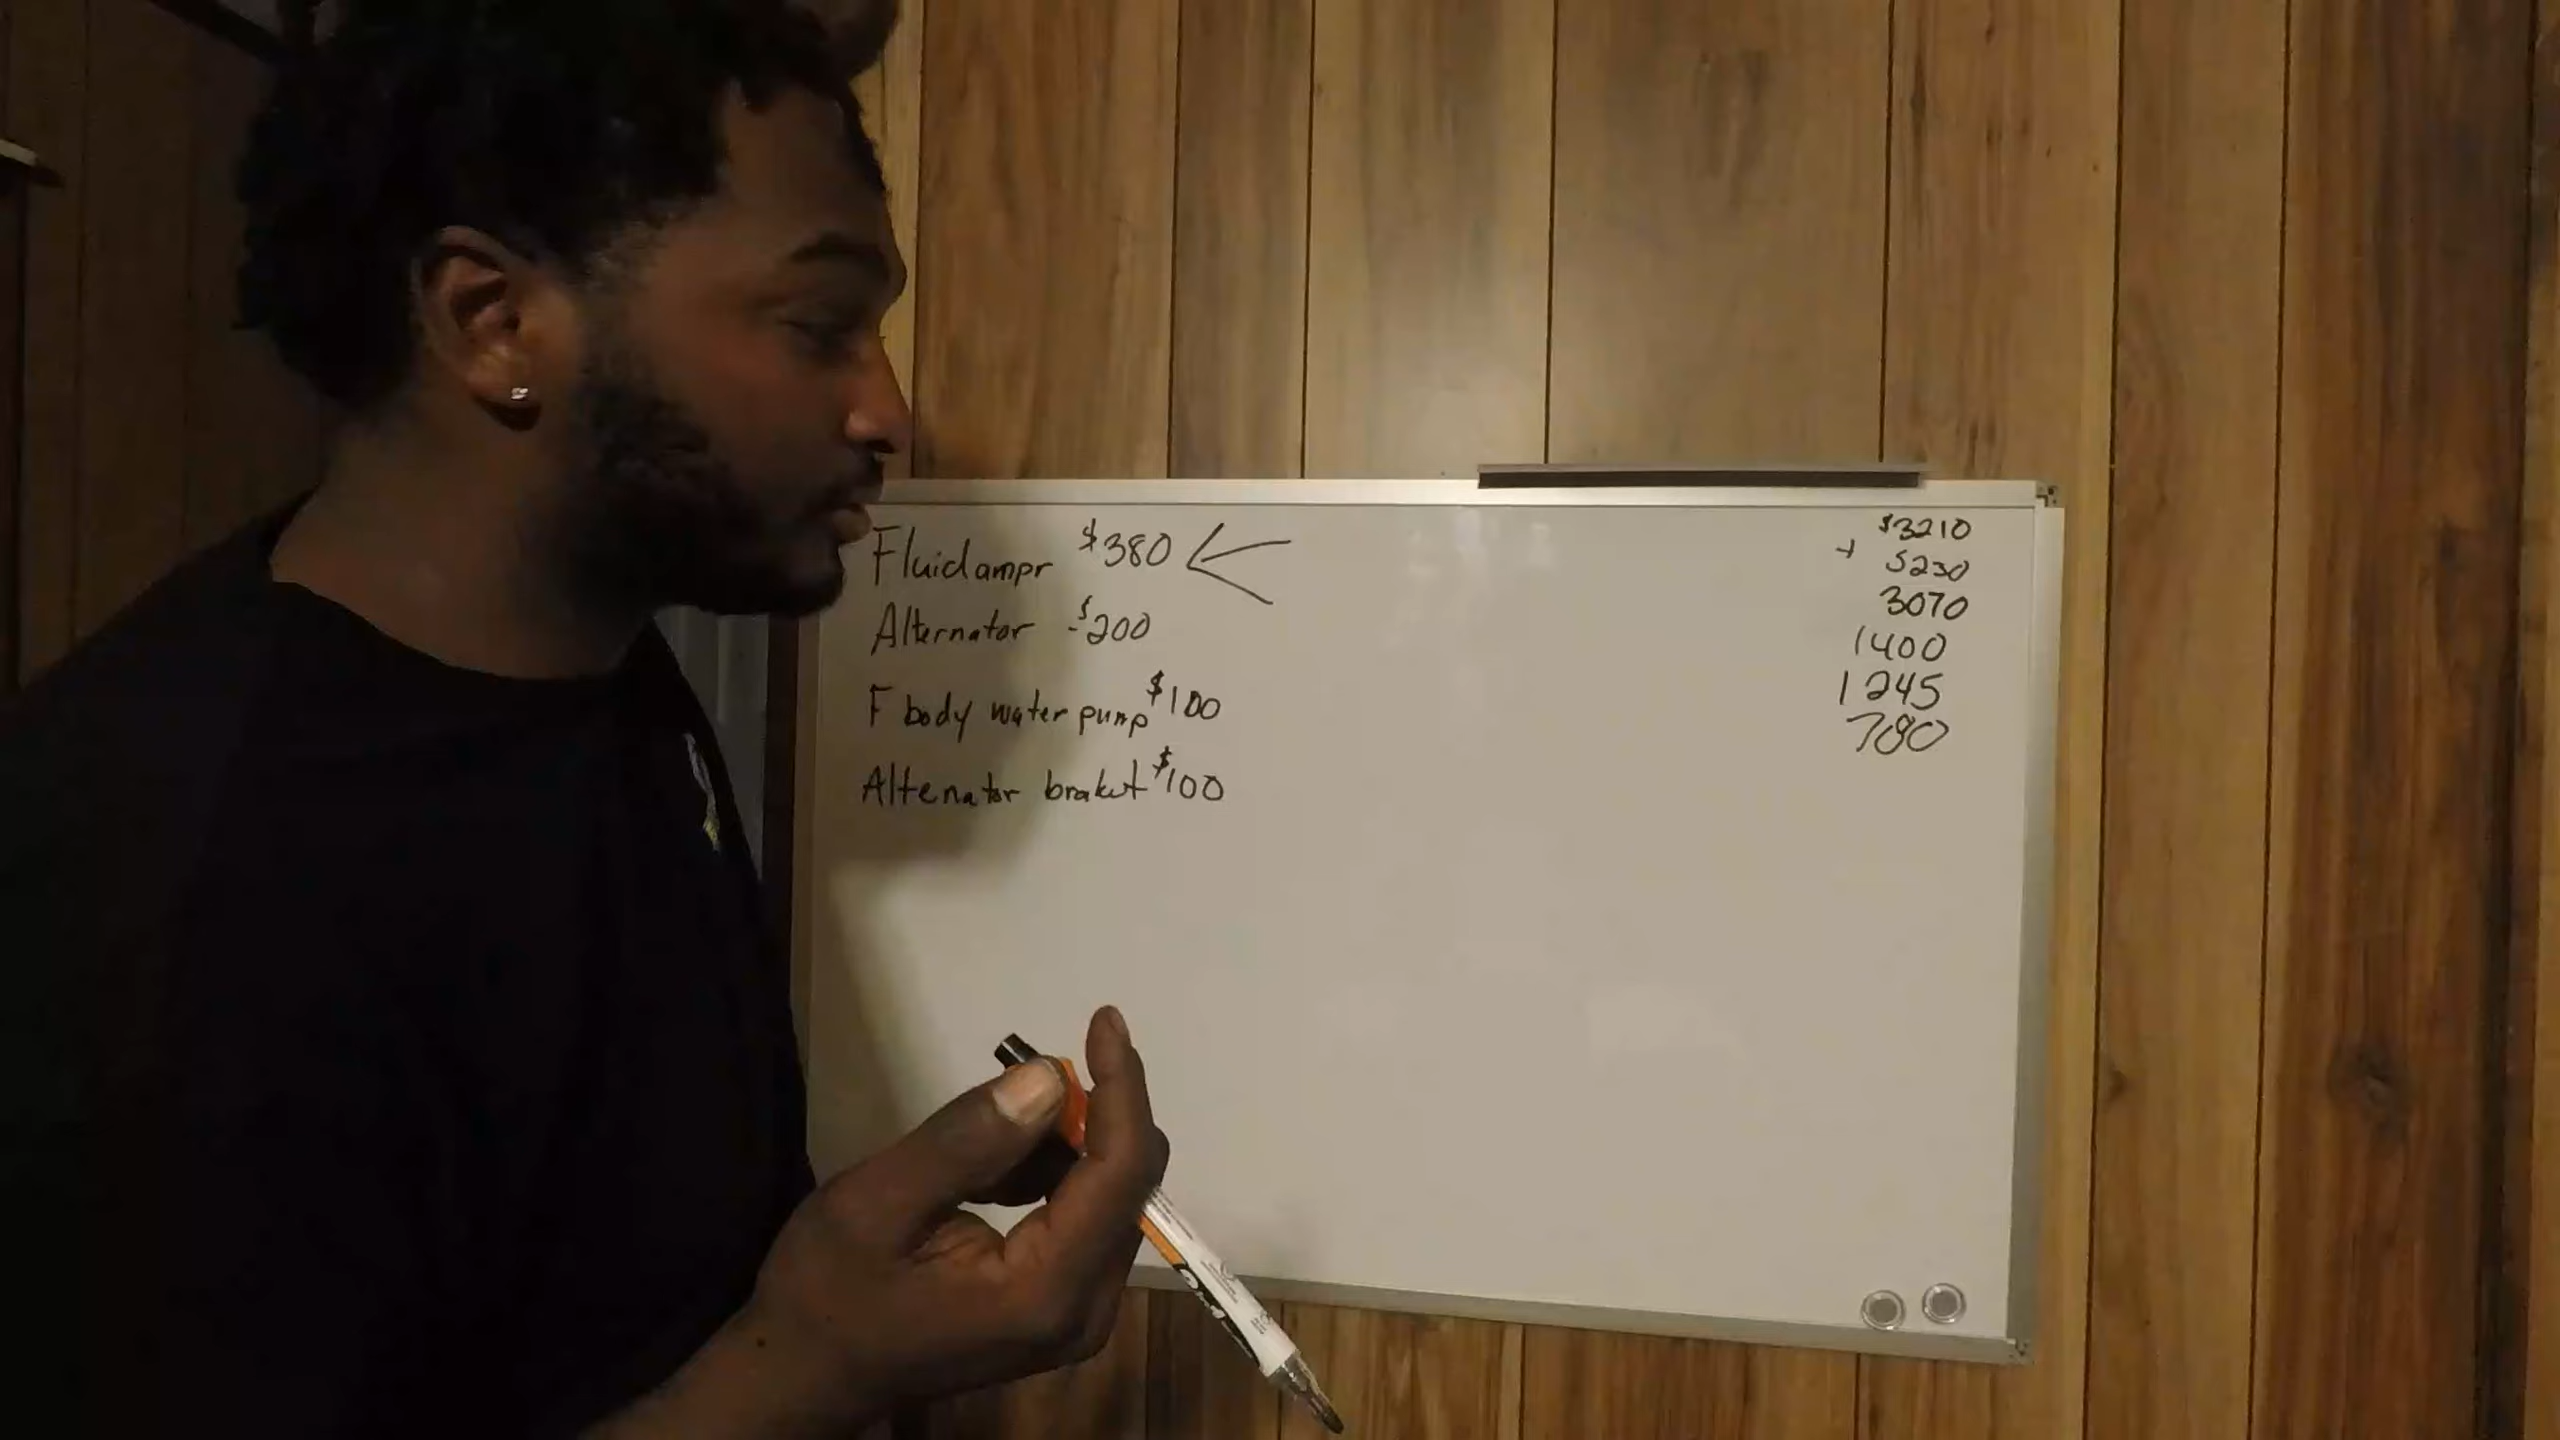 Fluidampr $380
Alternator -$200
F body water pump $100
Altenator braket $100
$3210
+ 5230
3070
1400
1245
780